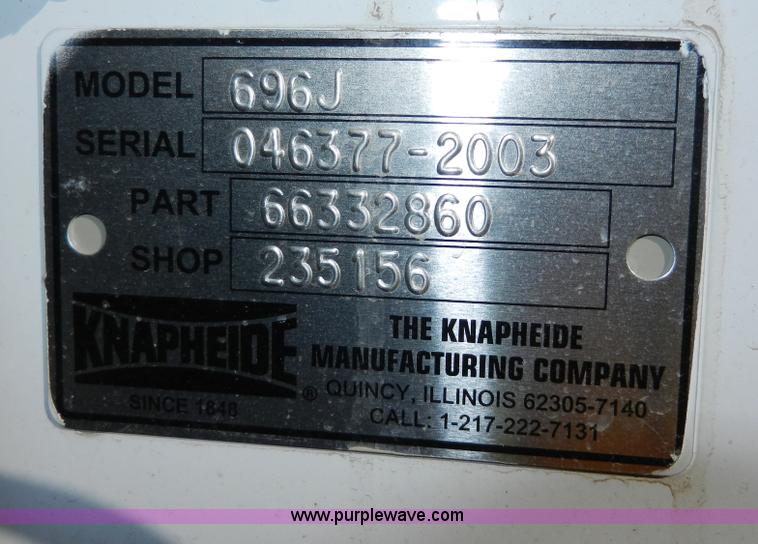 MODEL 696J
SERIAL 046377-2003
PART 66332860
SHOP 235156
KNAPHEIDE ®
SINCE 1848
THE KNAPHEIDE
MANUFACTURING COMPANY
QUINCY, ILLINOIS 62305-7140
CALL: 1-217-222-7131
www.purplewave.com